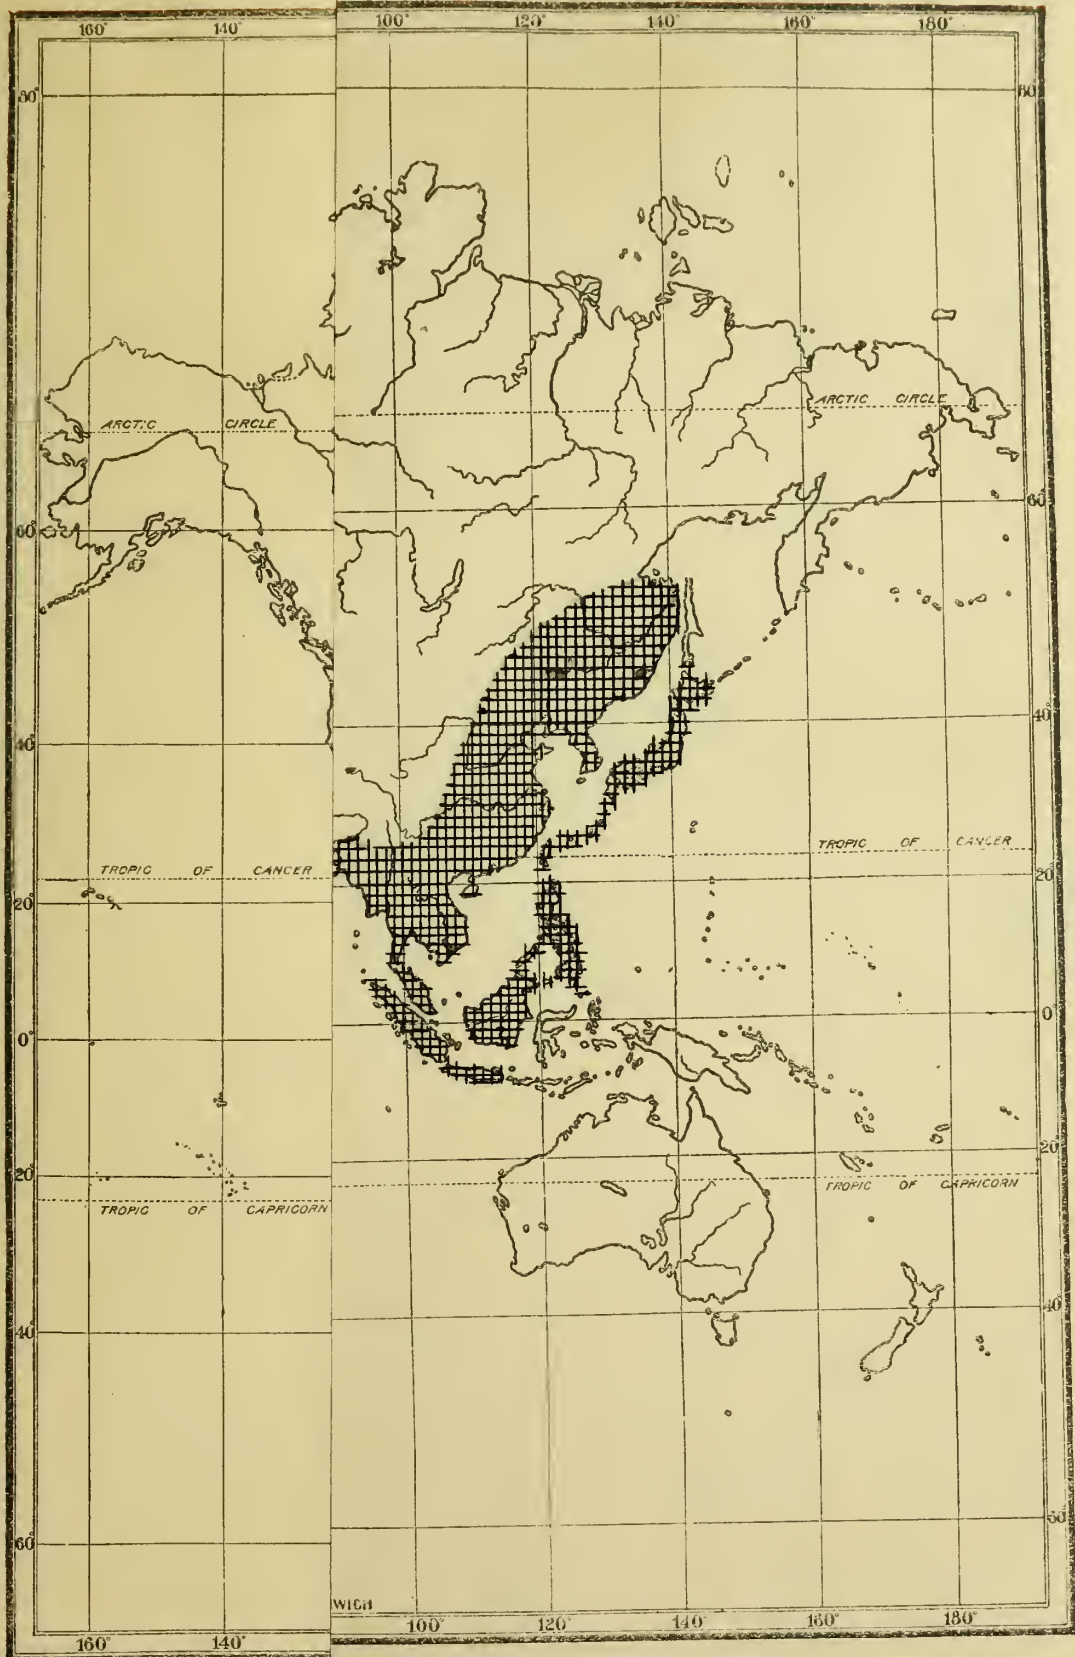 160° 140° 100° 120° 140° 160° 180°
80° 80°
ARCTIC CIRCLE
ARCTIC CIRCLE
60° 60°
40° 40°
TROPIC OF CANCER
TROPIC OF CANCER
20° 20°
0° 0°
20° 20°
TROPIC OF CAPRICORN
TROPIC OF CAPRICORN
40° 40°
60° 60°
WICH
160° 140° 100° 120° 140° 160° 180°